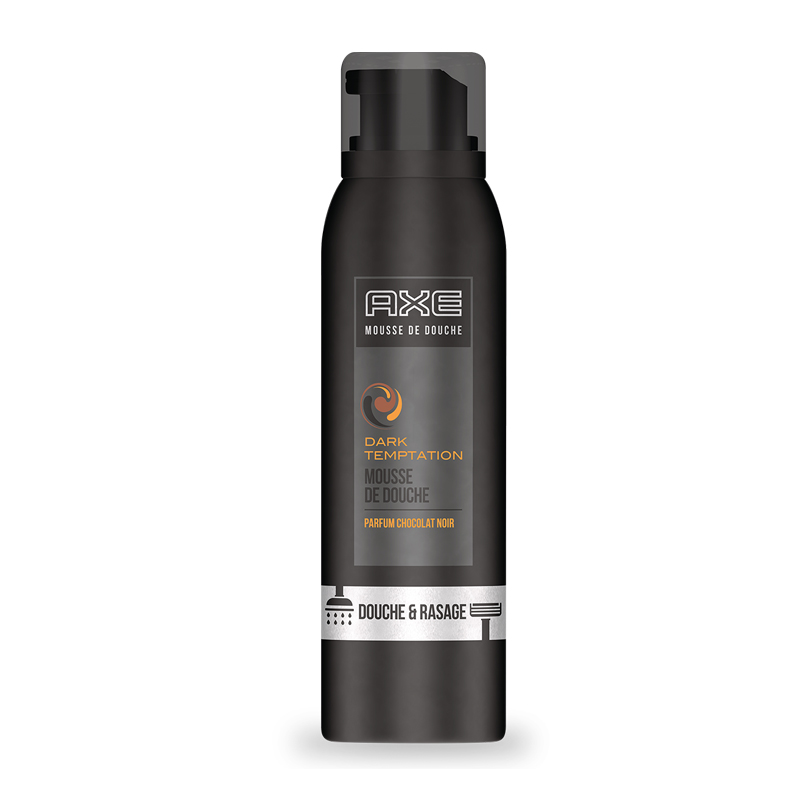 AXE
MOUSSE DE DOUCHE
DARK
TEMPTATION
MOUSSE
DE DOUCHE
PARFUM CHOCOLAT NOIR
DOUCHE & RASAGE